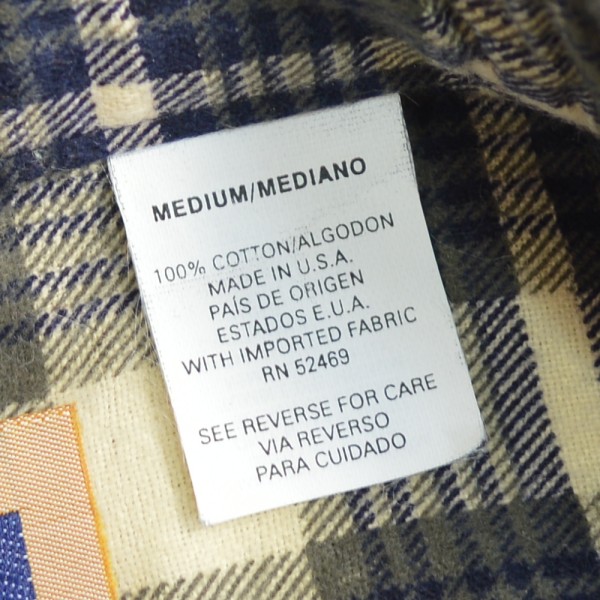 MEDIUM/MEDIANO
100% COTTON/ALGODON
MADE IN U.S.A.
PAÍS DE ORIGEN
ESTADOS E.U.A.
WITH IMPORTED FABRIC
RN 52469
SEE REVERSE FOR CARE
VIA REVERSO
PARA CUIDADO